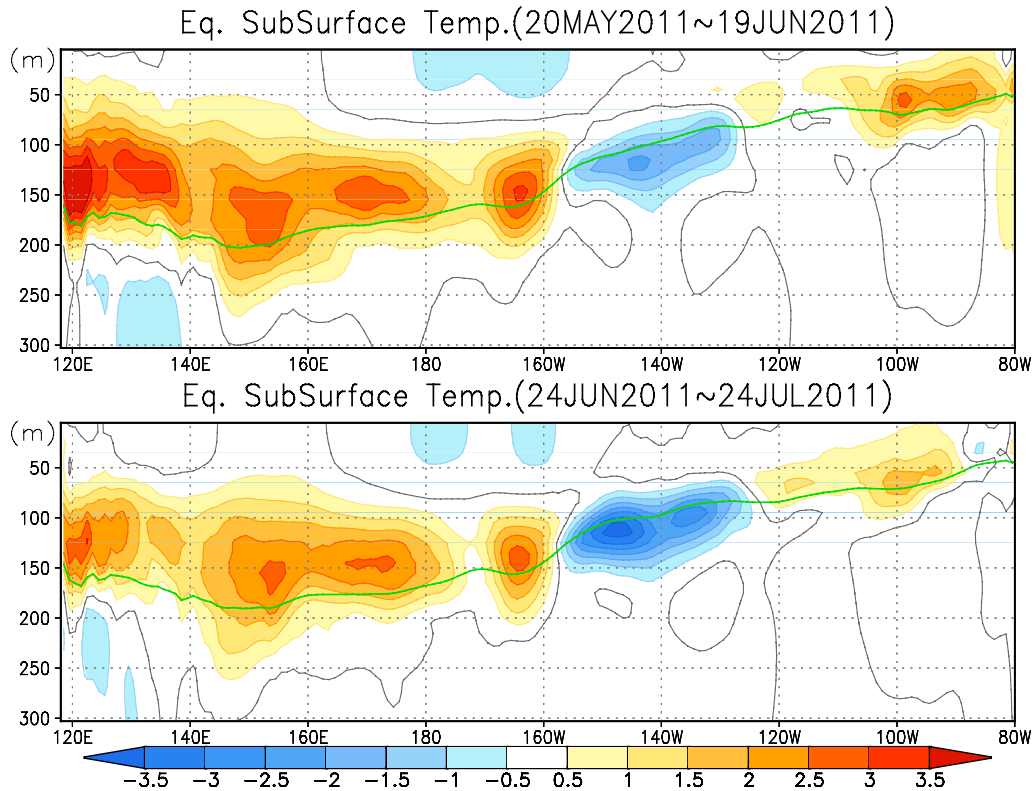 Eq. SubSurface Temp.(20MAY2011~19JUN2011)
(m)
50
100
150
200
250
300
120E 140E 160E 180 160W 140W 120W 100W 80W
Eq. SubSurface Temp.(24JUN2011~24JUL2011)
(m)
50
100
150
200
250
300
120E 140E 160E 180 160W 140W 120W 100W 80W
-3.5 -3 -2.5 -2 -1.5 -1 -0.5 0.5 1 1.5 2 2.5 3 3.5